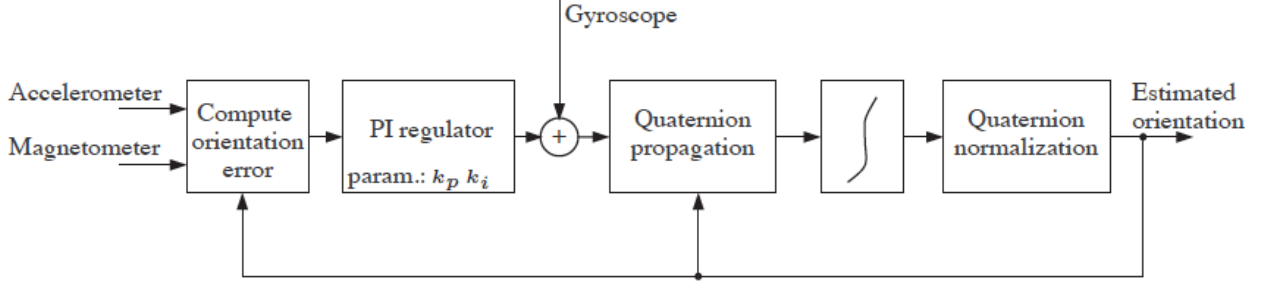 Gyroscope
Accelerometer
Magnetometer
Compute
orientation
error
PI regulator
param.: kₚ kᵢ
+
Quaternion
propagation
∫
Quaternion
normalization
Estimated
orientation